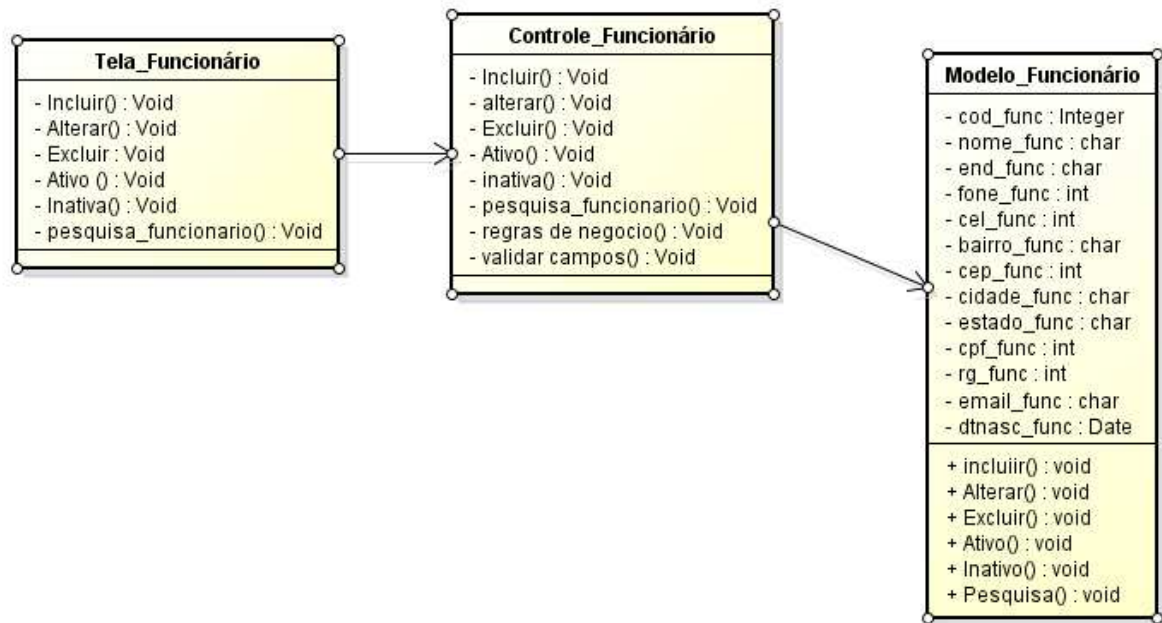 Tela_Funcionário
- Incluir() : Void
- Alterar() : Void
- Excluir : Void
- Ativo () : Void
- Inativa() : Void
- pesquisa_funcionario() : Void
Controle_Funcionário
- Incluir() : Void
- alterar() : Void
- Excluir() : Void
- Ativo() : Void
- inativa() : Void
- pesquisa_funcionario() : Void
- regras de negocio() : Void
- validar campos() : Void
Modelo_Funcionário
- cod_func : Integer
- nome_func : char
- end_func : char
- fone_func : int
- cel_func : int
- bairro_func : char
- cep_func : int
- cidade_func : char
- estado_func : char
- cpf_func : int
- rg_func : int
- email_func : char
- dtnasc_func : Date
+ incluiir() : void
+ Alterar() : void
+ Excluir() : void
+ Ativo() : void
+ Inativo() : void
+ Pesquisa() : void